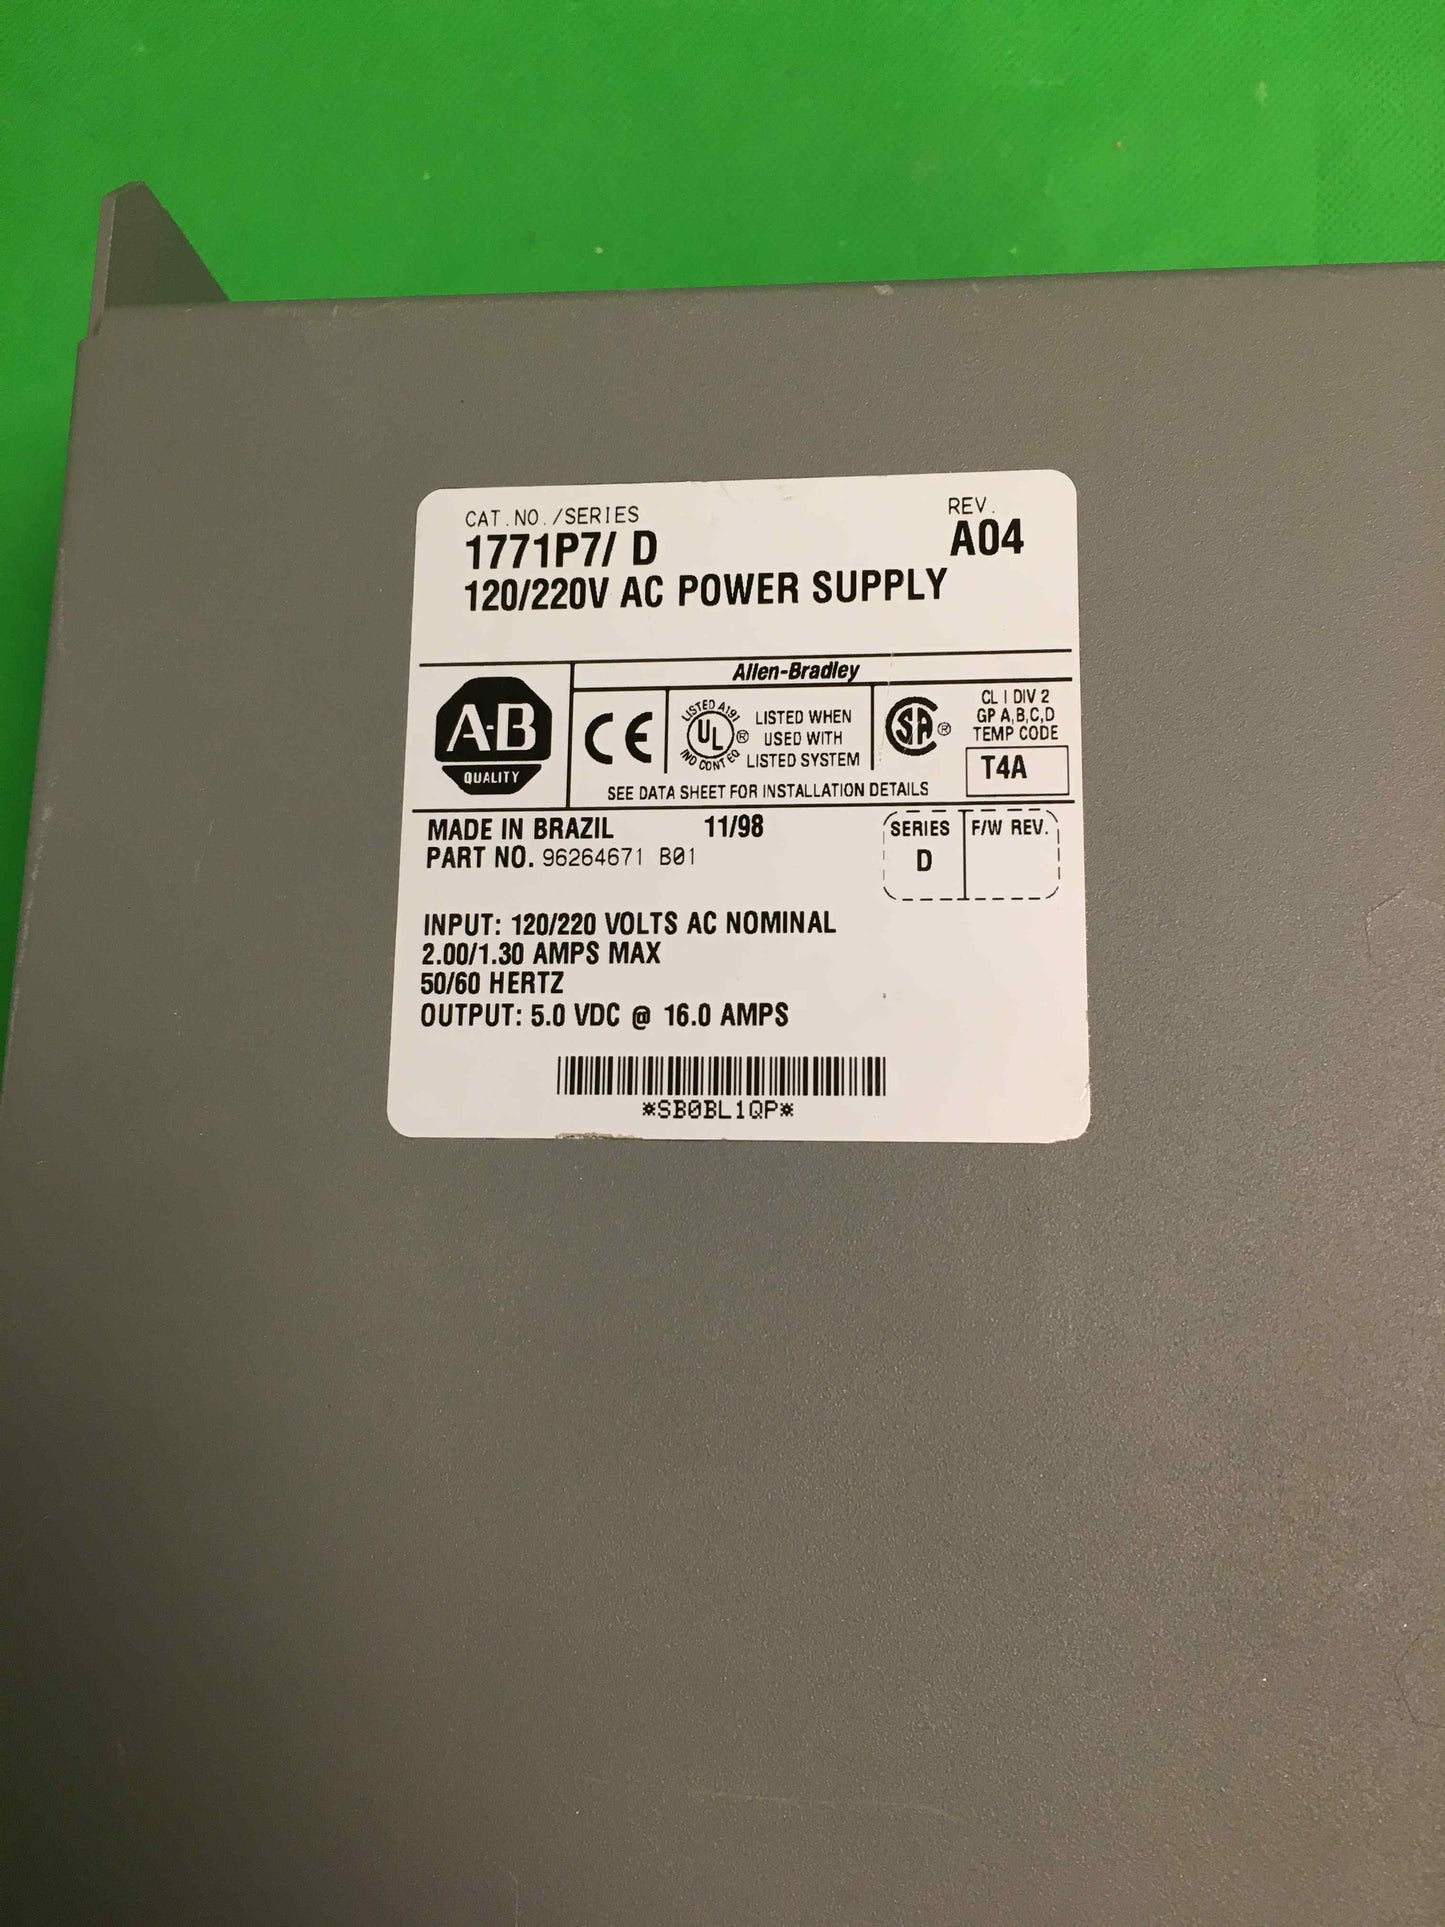 CAT.NO./SERIES
REV.
1771P7/ D
A04
120/220V AC POWER SUPPLY
Allen-Bradley
A-B
QUALITY
CE
LISTED A191
UL®
IND CONT EQ
LISTED WHEN
USED WITH
LISTED SYSTEM
SA®
CL I DIV 2
GP A,B,C,D
TEMP CODE
T4A
SEE DATA SHEET FOR INSTALLATION DETAILS
MADE IN BRAZIL 11/98
PART NO. 96264671 B01
SERIES
D
F/W REV.
INPUT: 120/220 VOLTS AC NOMINAL
2.00/1.30 AMPS MAX
50/60 HERTZ
OUTPUT: 5.0 VDC @ 16.0 AMPS
*SB0BL1QP*